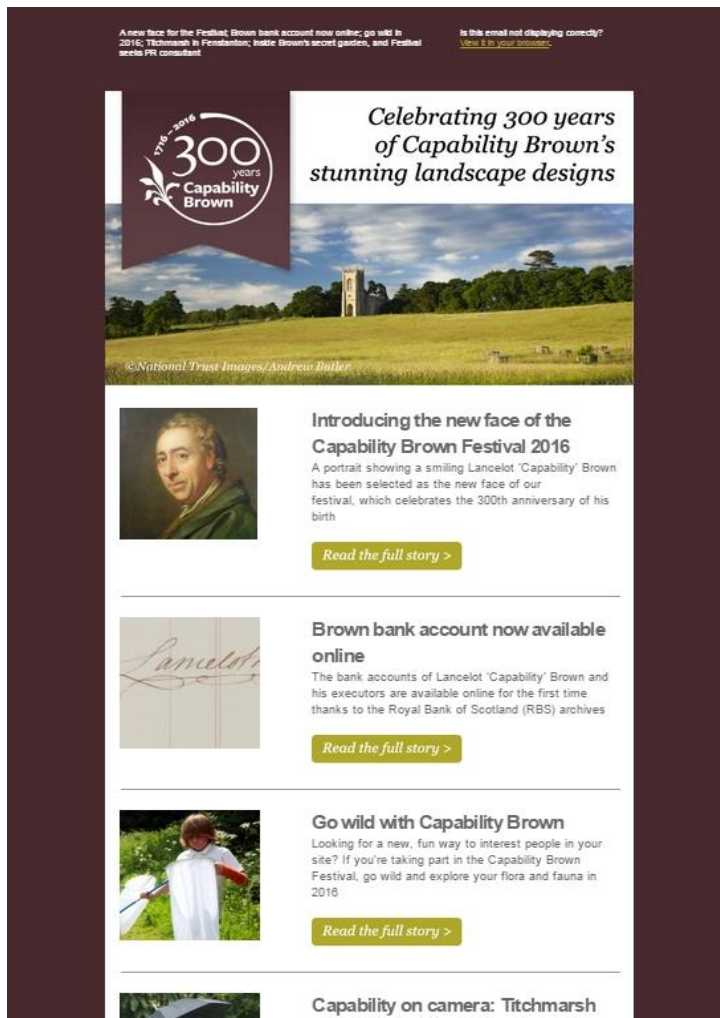 A new face for the Festival; Brown bank account now online; go wild in
2016; Titchmarsh in Fenstanton; inside Brown's secret garden, and Festival
seeks PR consultant
Is this email not displaying correctly?
View it in your browser.
1716 – 2016
300
years
Capability
Brown
Celebrating 300 years
of Capability Brown's
stunning landscape designs
©National Trust Images/Andrew Butler
Introducing the new face of the
Capability Brown Festival 2016
A portrait showing a smiling Lancelot 'Capability' Brown
has been selected as the new face of our
festival, which celebrates the 300th anniversary of his
birth
Read the full story >
Lancelot
Brown bank account now available
online
The bank accounts of Lancelot 'Capability' Brown and
his executors are available online for the first time
thanks to the Royal Bank of Scotland (RBS) archives
Read the full story >
Go wild with Capability Brown
Looking for a new, fun way to interest people in your
site? If you're taking part in the Capability Brown
Festival, go wild and explore your flora and fauna in
2016
Read the full story >
Capability on camera: Titchmarsh